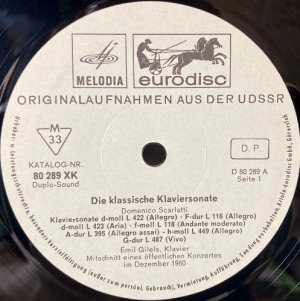 MELODIA
eurodisc
ORIGINALAUFNAHMEN AUS DER UDSSR
M
33
D. P.
KATALOG-NR.
80 289 XK
Duplo-Sound
D 80 289 A
Seite 1
Die klassische Klaviersonate
Domenico Scarlatti
Klaviersonate d-moll L 422 (Allegro) · F-dur L 116 (Allegro)
d-moll L 423 (Aria) · f-moll L 118 (Andante moderato)
A-dur L 395 (Allegro assai) · h-moll L 449 (Allegro)
G-dur L 487 (Vivo)
Emil Gilels, Klavier
Mitschnitt eines öffentlichen Konzertes
im Dezember 1960